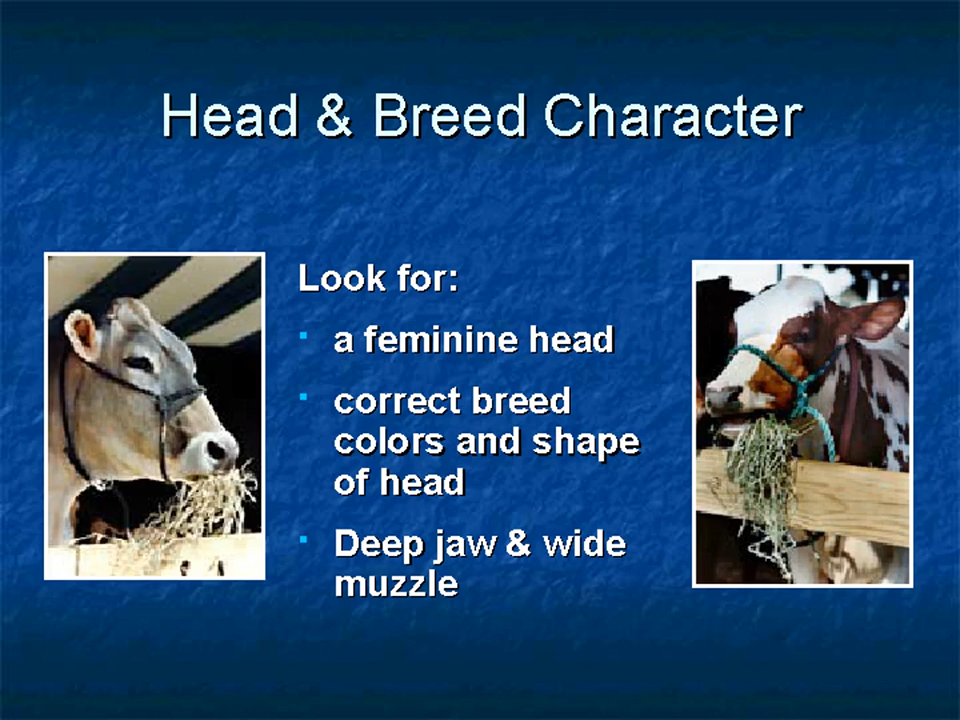 Head & Breed Character
Look for:
▪ a feminine head
▪ correct breed
colors and shape
of head
▪ Deep jaw & wide
muzzle